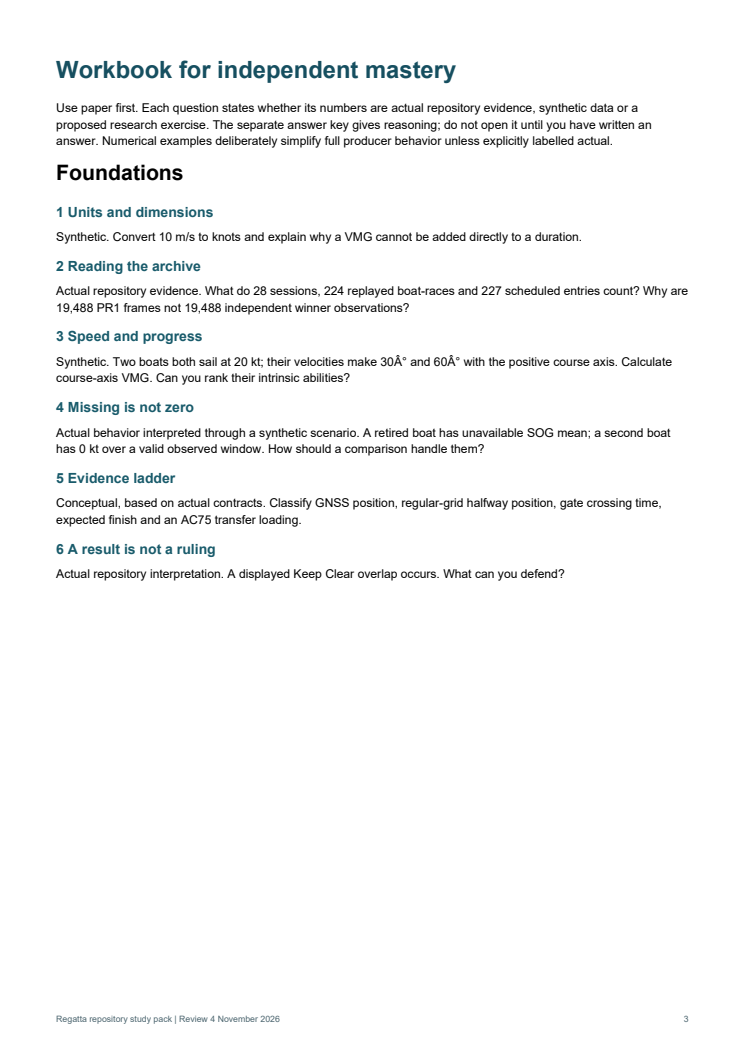 Workbook for independent mastery
Use paper first. Each question states whether its numbers are actual repository evidence, synthetic data or a
proposed research exercise. The separate answer key gives reasoning; do not open it until you have written an
answer. Numerical examples deliberately simplify full producer behavior unless explicitly labelled actual.
Foundations
1 Units and dimensions
Synthetic. Convert 10 m/s to knots and explain why a VMG cannot be added directly to a duration.
2 Reading the archive
Actual repository evidence. What do 28 sessions, 224 replayed boat-races and 227 scheduled entries count? Why are
19,488 PR1 frames not 19,488 independent winner observations?
3 Speed and progress
Synthetic. Two boats both sail at 20 kt; their velocities make 30Â° and 60Â° with the positive course axis. Calculate
course-axis VMG. Can you rank their intrinsic abilities?
4 Missing is not zero
Actual behavior interpreted through a synthetic scenario. A retired boat has unavailable SOG mean; a second boat
has 0 kt over a valid observed window. How should a comparison handle them?
5 Evidence ladder
Conceptual, based on actual contracts. Classify GNSS position, regular-grid halfway position, gate crossing time,
expected finish and an AC75 transfer loading.
6 A result is not a ruling
Actual repository interpretation. A displayed Keep Clear overlap occurs. What can you defend?
Regatta repository study pack | Review 4 November 2026
3